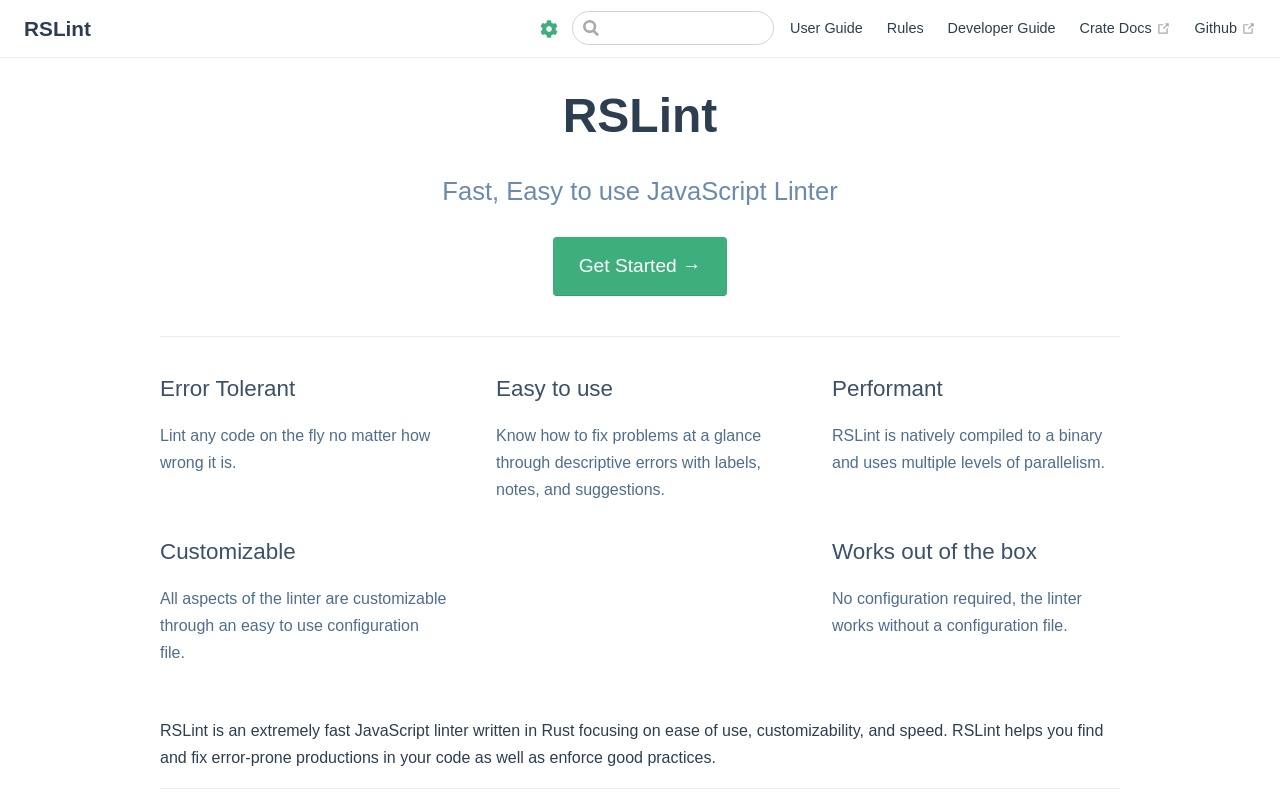 RSLint
User Guide
Rules
Developer Guide
Crate Docs
Github
RSLint
Fast, Easy to use JavaScript Linter
Get Started →
Error Tolerant
Lint any code on the fly no matter how
wrong it is.
Easy to use
Know how to fix problems at a glance
through descriptive errors with labels,
notes, and suggestions.
Performant
RSLint is natively compiled to a binary
and uses multiple levels of parallelism.
Customizable
All aspects of the linter are customizable
through an easy to use configuration
file.
Works out of the box
No configuration required, the linter
works without a configuration file.
RSLint is an extremely fast JavaScript linter written in Rust focusing on ease of use, customizability, and speed. RSLint helps you find
and fix error-prone productions in your code as well as enforce good practices.